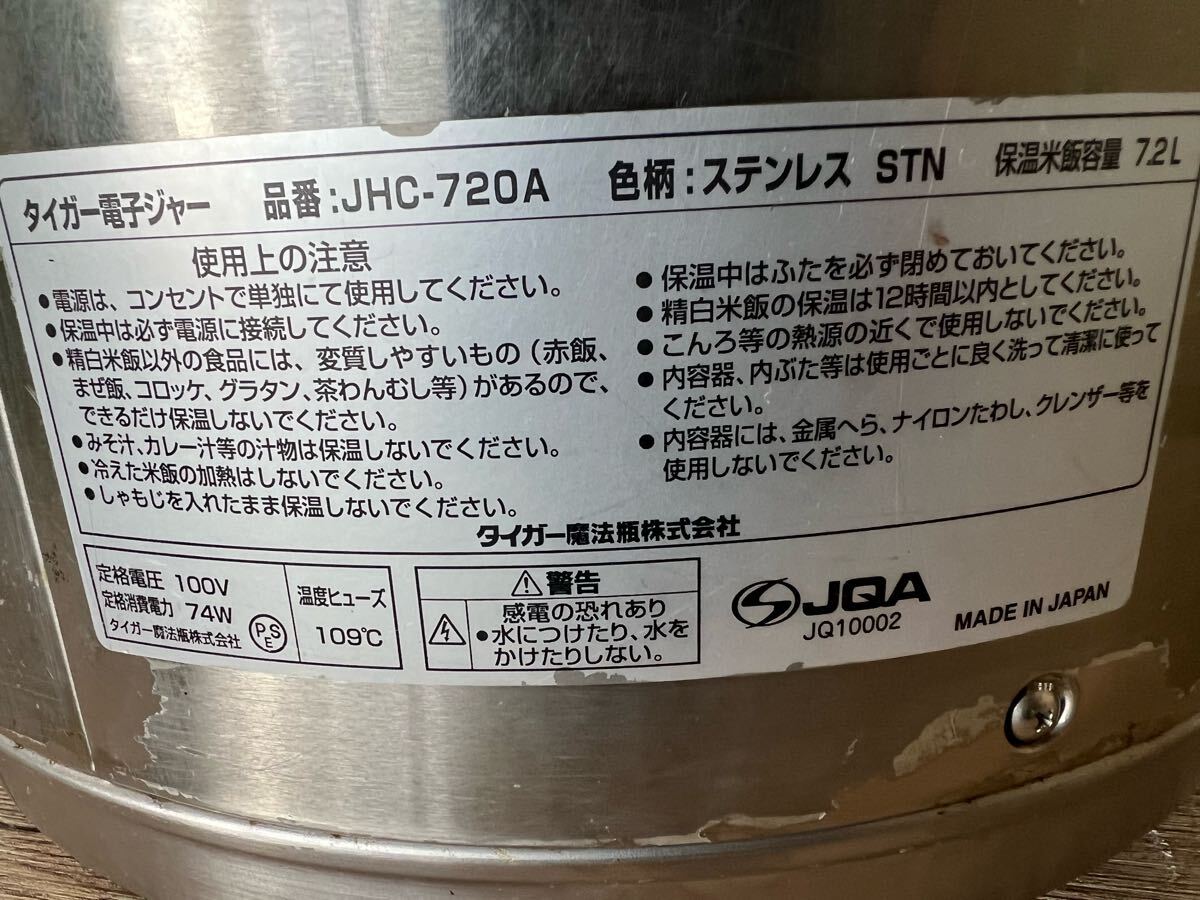 タイガー電子ジャー 品番:JHC-720A 色柄:ステンレス STN 保温米飯容量 7.2L
使用上の注意
●電源は、コンセントで単独にて使用してください。
●保温中は必ず電源に接続してください。
●精白米飯以外の食品には、変質しやすいもの(赤飯、
まぜ飯、コロッケ、グラタン、茶わんむし等)があるので、
できるだけ保温しないでください。
●みそ汁、カレー汁等の汁物は保温しないでください。
●冷えた米飯の加熱はしないでください。
●しゃもじを入れたまま保温しないでください。
●保温中はふたを必ず閉めておいてください。
●精白米飯の保温は12時間以内としてください。
●こんろ等の熱源の近くで使用しないでください。
●内容器、内ぶた等は使用ごとに良く洗って清潔に使って
ください。
●内容器には、金属へら、ナイロンたわし、クレンザー等を
使用しないでください。
タイガー魔法瓶株式会社
定格電圧 100V
定格消費電力 74W
タイガー魔法瓶株式会社
PSE
温度ヒューズ
109℃
⚠警告
感電の恐れあり
●水につけたり、水を
かけたりしない。
JQA
JQ10002
MADE IN JAPAN